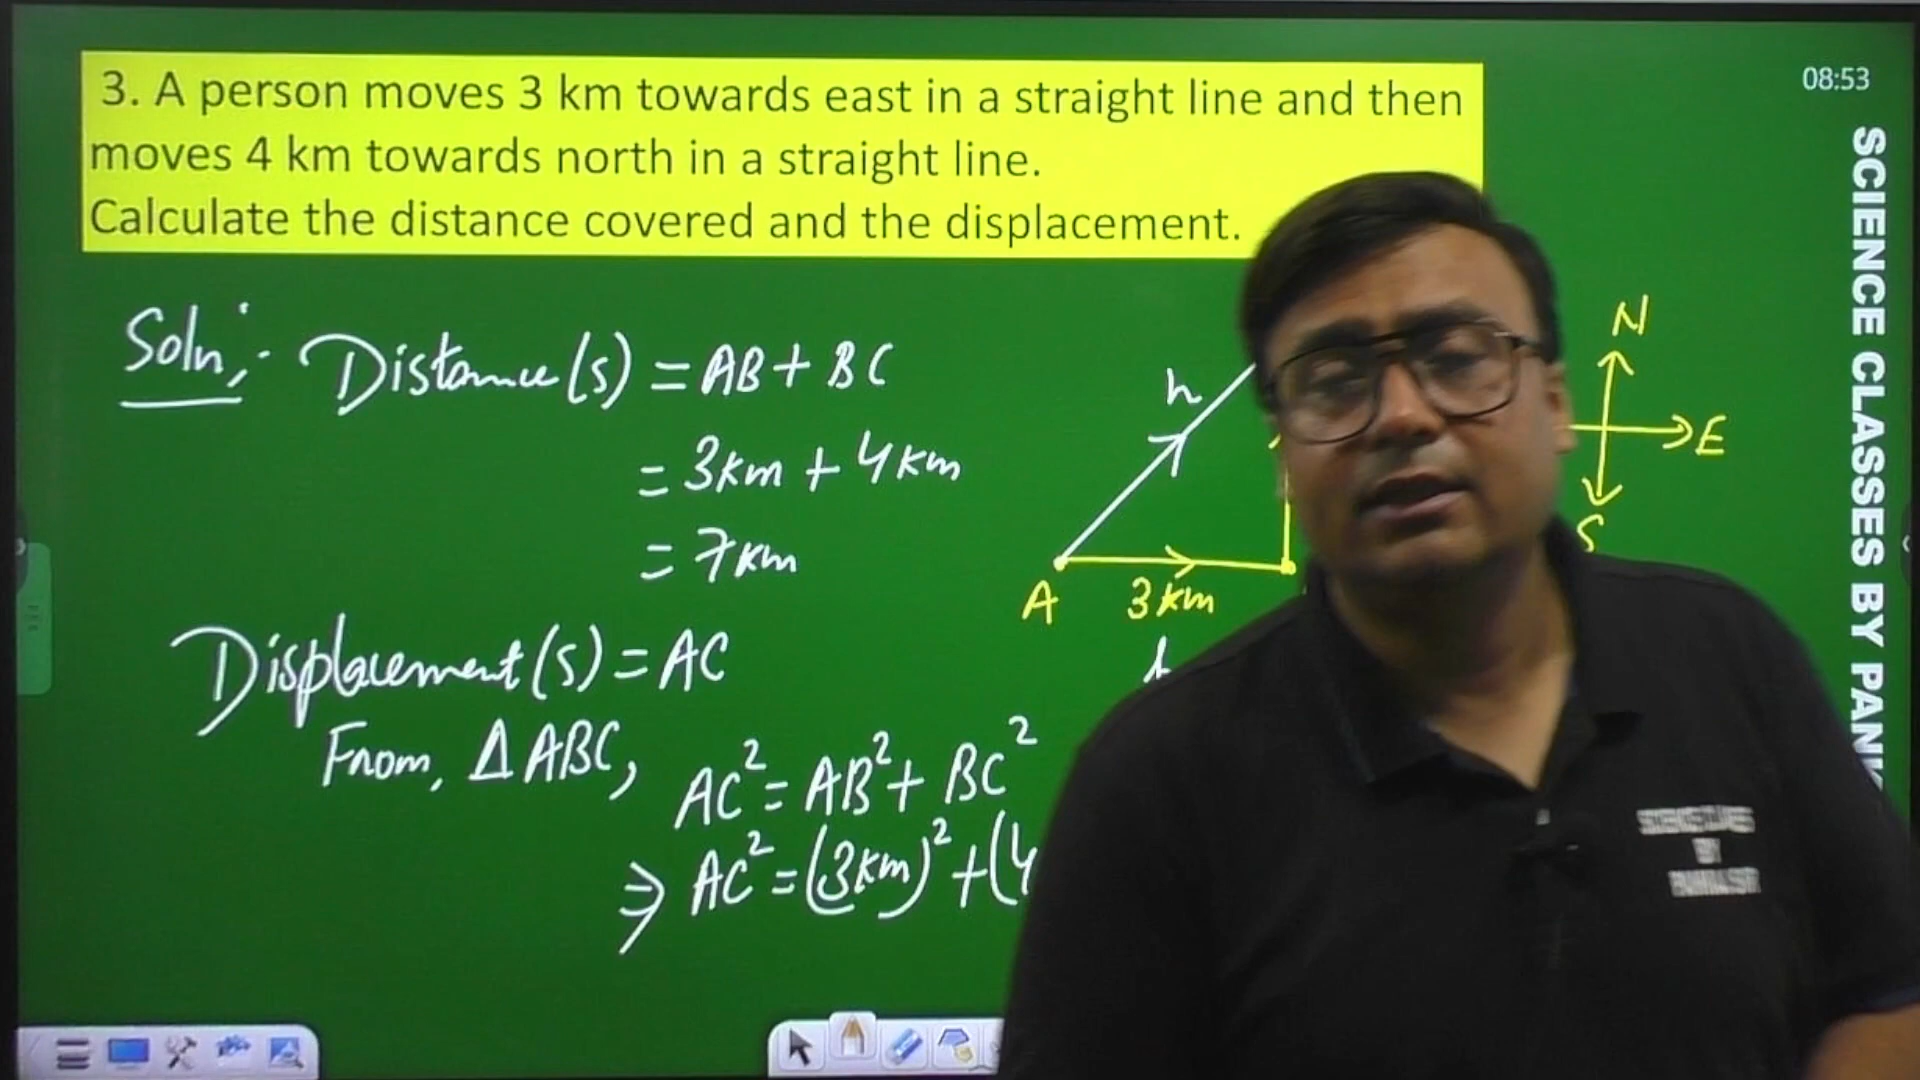 3. A person moves 3 km towards east in a straight line and then
moves 4 km towards north in a straight line.
Calculate the distance covered and the displacement.
08:53
SCIENCE CLASSES BY
Soln:- Distance(s) = AB + BC
= 3km + 4km
= 7km
Displacement(s) = AC
From, ΔABC,
AC² = AB² + BC²
⇒ AC² = (3km)² + (4
h
A
3km
N
E
S
BY